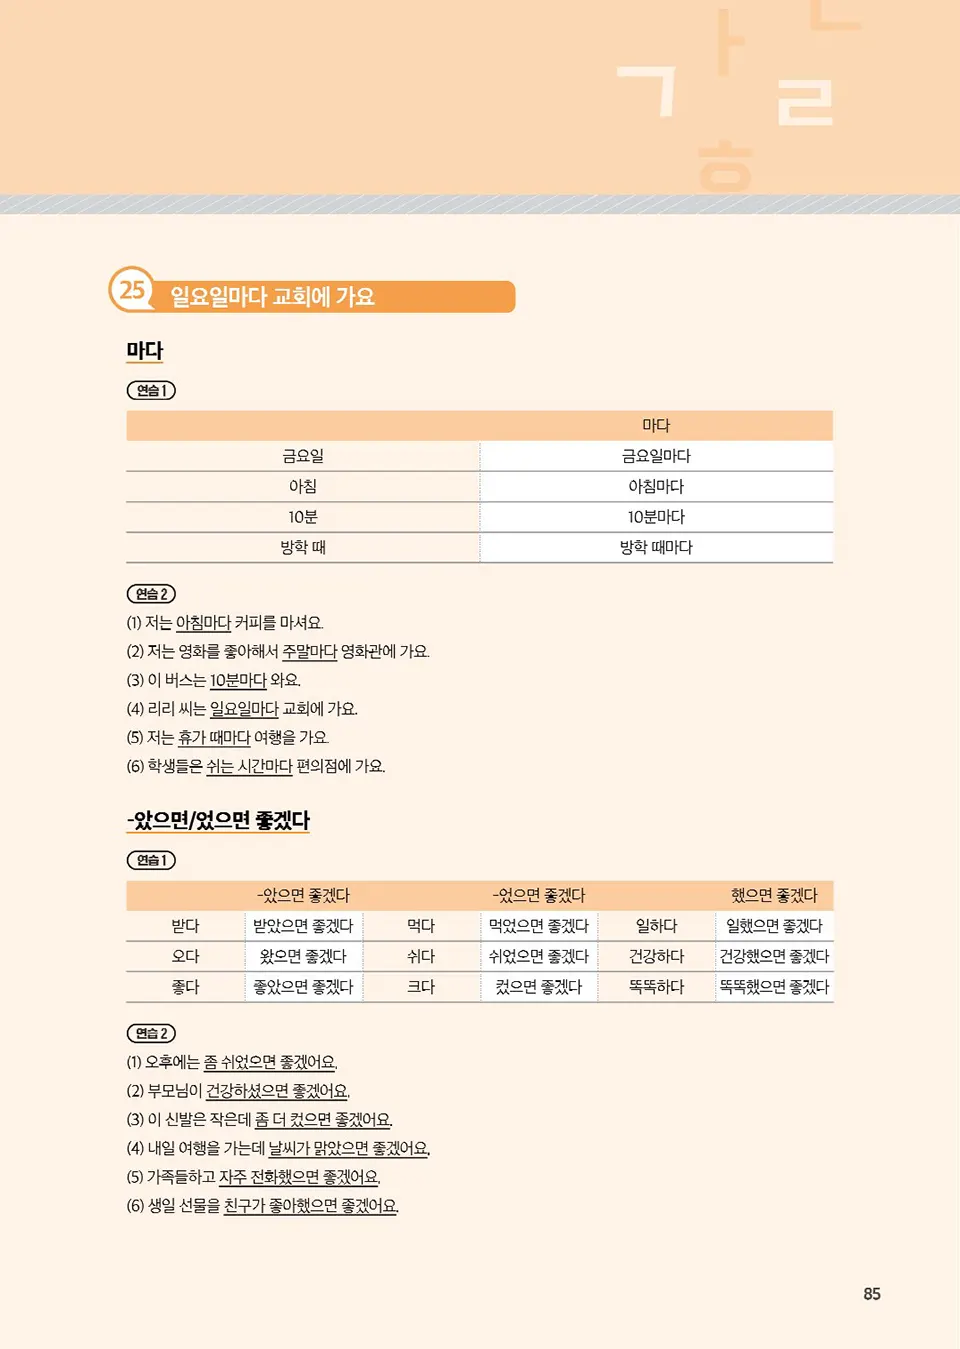 ㄱ ㅏ ㄹ ㄴ
ㅎ
25 일요일마다 교회에 가요
마다
연습 1
마다
금요일 금요일마다
아침 아침마다
10분 10분마다
방학 때 방학 때마다
연습 2
(1) 저는 아침마다 커피를 마셔요.
(2) 저는 영화를 좋아해서 주말마다 영화관에 가요.
(3) 이 버스는 10분마다 와요.
(4) 리리 씨는 일요일마다 교회에 가요.
(5) 저는 휴가 때마다 여행을 가요.
(6) 학생들은 쉬는 시간마다 편의점에 가요.
-았으면/었으면 좋겠다
연습 1
-았으면 좋겠다 -었으면 좋겠다 했으면 좋겠다
받다 받았으면 좋겠다 먹다 먹었으면 좋겠다 일하다 일했으면 좋겠다
오다 왔으면 좋겠다 쉬다 쉬었으면 좋겠다 건강하다 건강했으면 좋겠다
좋다 좋았으면 좋겠다 크다 컸으면 좋겠다 똑똑하다 똑똑했으면 좋겠다
연습 2
(1) 오후에는 좀 쉬었으면 좋겠어요.
(2) 부모님이 건강하셨으면 좋겠어요.
(3) 이 신발은 작은데 좀 더 컸으면 좋겠어요.
(4) 내일 여행을 가는데 날씨가 맑았으면 좋겠어요.
(5) 가족들하고 자주 전화했으면 좋겠어요.
(6) 생일 선물을 친구가 좋아했으면 좋겠어요.
85